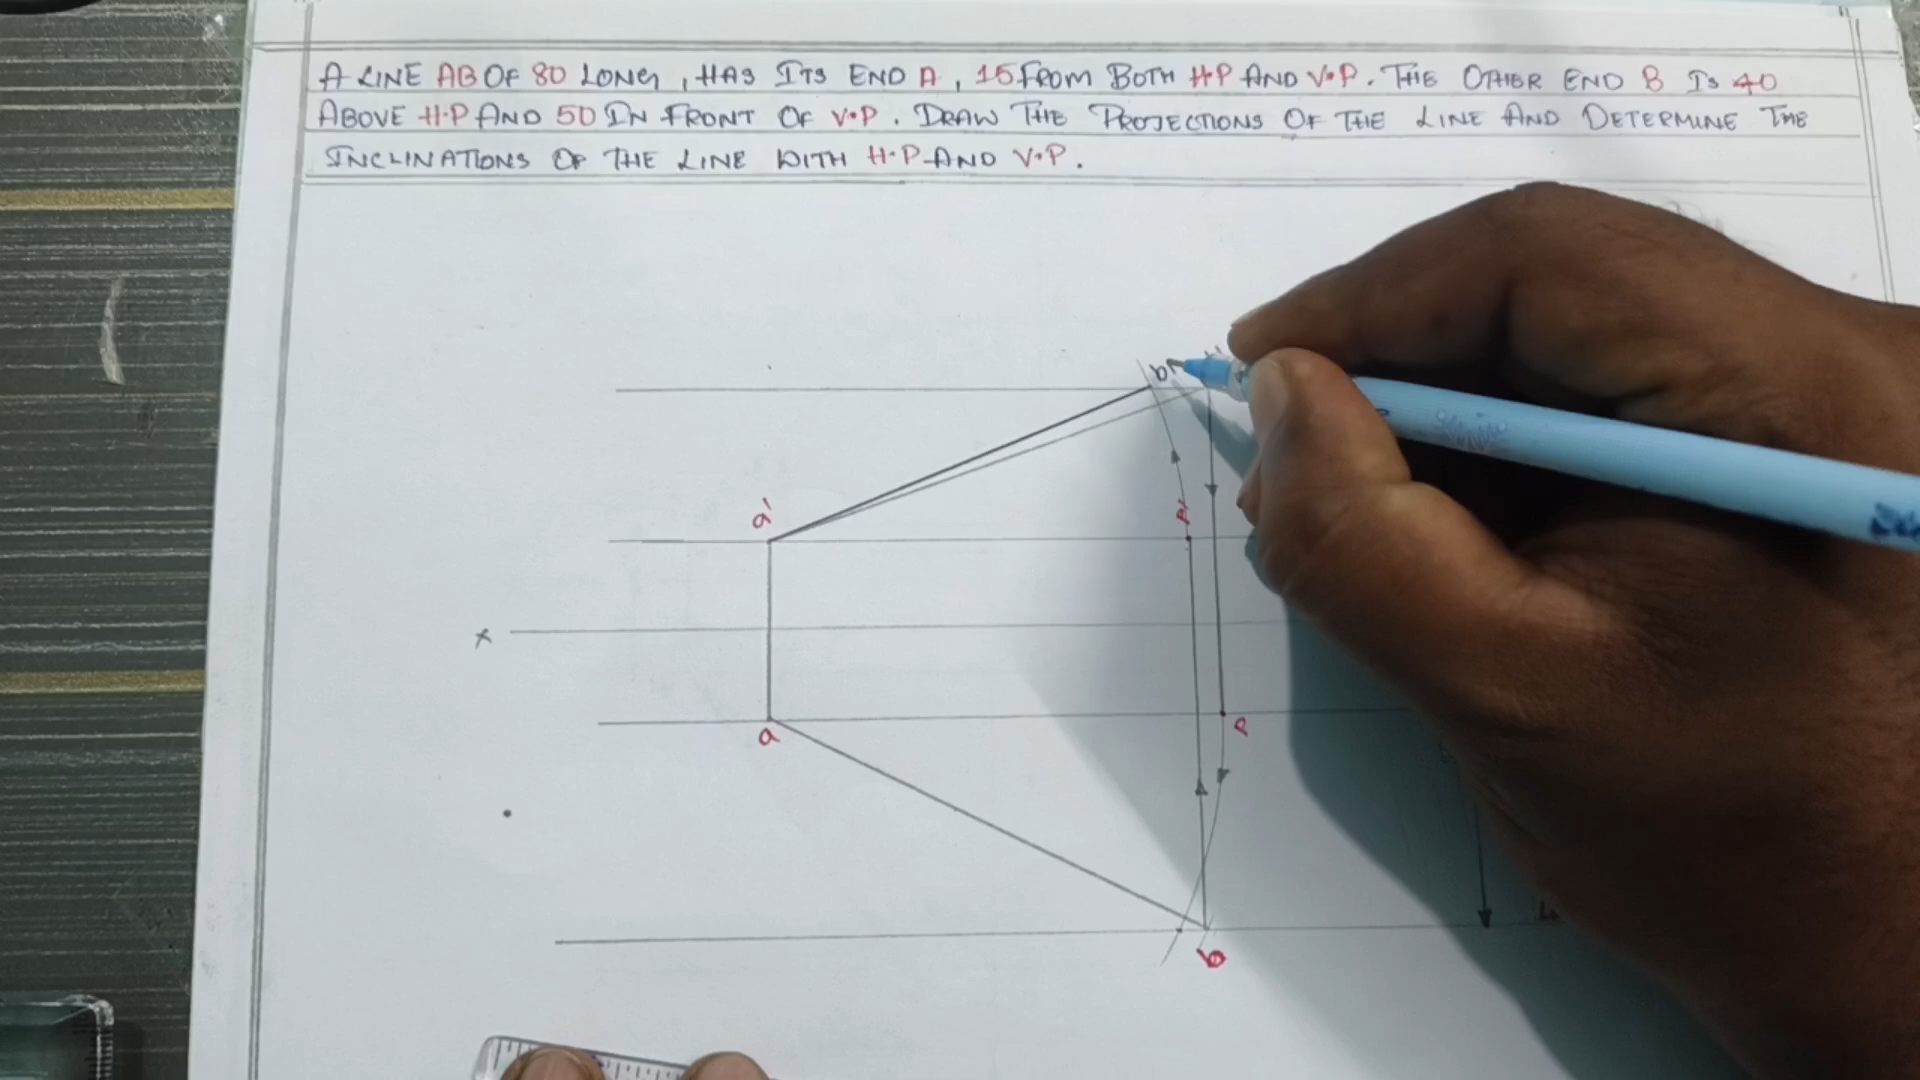 A LINE AB OF 80 LONG, HAS ITS END A, 15 FROM BOTH H.P AND V.P. THE OTHER END B IS 40
ABOVE H.P AND 50 IN FRONT OF V.P. DRAW THE PROJECTIONS OF THE LINE AND DETERMINE THE
INCLINATIONS OF THE LINE WITH H.P AND V.P.
b
a'
P'
X
a
P
b